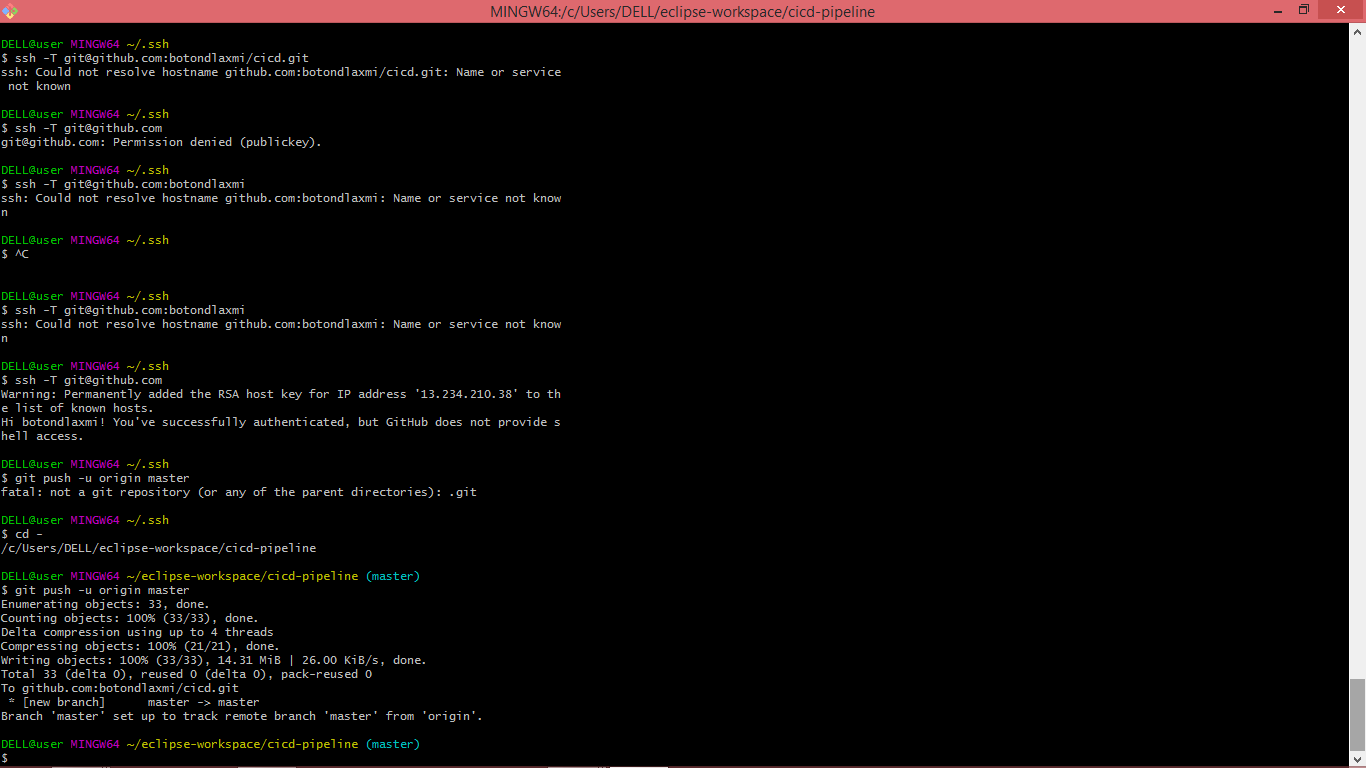 MINGW64:/c/Users/DELL/eclipse-workspace/cicd-pipeline
DELL@user MINGW64 ~/.ssh
$ ssh -T git@github.com:botondlaxmi/cicd.git
ssh: Could not resolve hostname github.com:botondlaxmi/cicd.git: Name or service
 not known
DELL@user MINGW64 ~/.ssh
$ ssh -T git@github.com
git@github.com: Permission denied (publickey).
DELL@user MINGW64 ~/.ssh
$ ssh -T git@github.com:botondlaxmi
ssh: Could not resolve hostname github.com:botondlaxmi: Name or service not know
n
DELL@user MINGW64 ~/.ssh
$ ^C
DELL@user MINGW64 ~/.ssh
$ ssh -T git@github.com:botondlaxmi
ssh: Could not resolve hostname github.com:botondlaxmi: Name or service not know
n
DELL@user MINGW64 ~/.ssh
$ ssh -T git@github.com
Warning: Permanently added the RSA host key for IP address '13.234.210.38' to th
e list of known hosts.
Hi botondlaxmi! You've successfully authenticated, but GitHub does not provide s
hell access.
DELL@user MINGW64 ~/.ssh
$ git push -u origin master
fatal: not a git repository (or any of the parent directories): .git
DELL@user MINGW64 ~/.ssh
$ cd -
/c/Users/DELL/eclipse-workspace/cicd-pipeline
DELL@user MINGW64 ~/eclipse-workspace/cicd-pipeline (master)
$ git push -u origin master
Enumerating objects: 33, done.
Counting objects: 100% (33/33), done.
Delta compression using up to 4 threads
Compressing objects: 100% (21/21), done.
Writing objects: 100% (33/33), 14.31 MiB | 26.00 KiB/s, done.
Total 33 (delta 0), reused 0 (delta 0), pack-reused 0
To github.com:botondlaxmi/cicd.git
 * [new branch]      master -> master
Branch 'master' set up to track remote branch 'master' from 'origin'.
DELL@user MINGW64 ~/eclipse-workspace/cicd-pipeline (master)
$